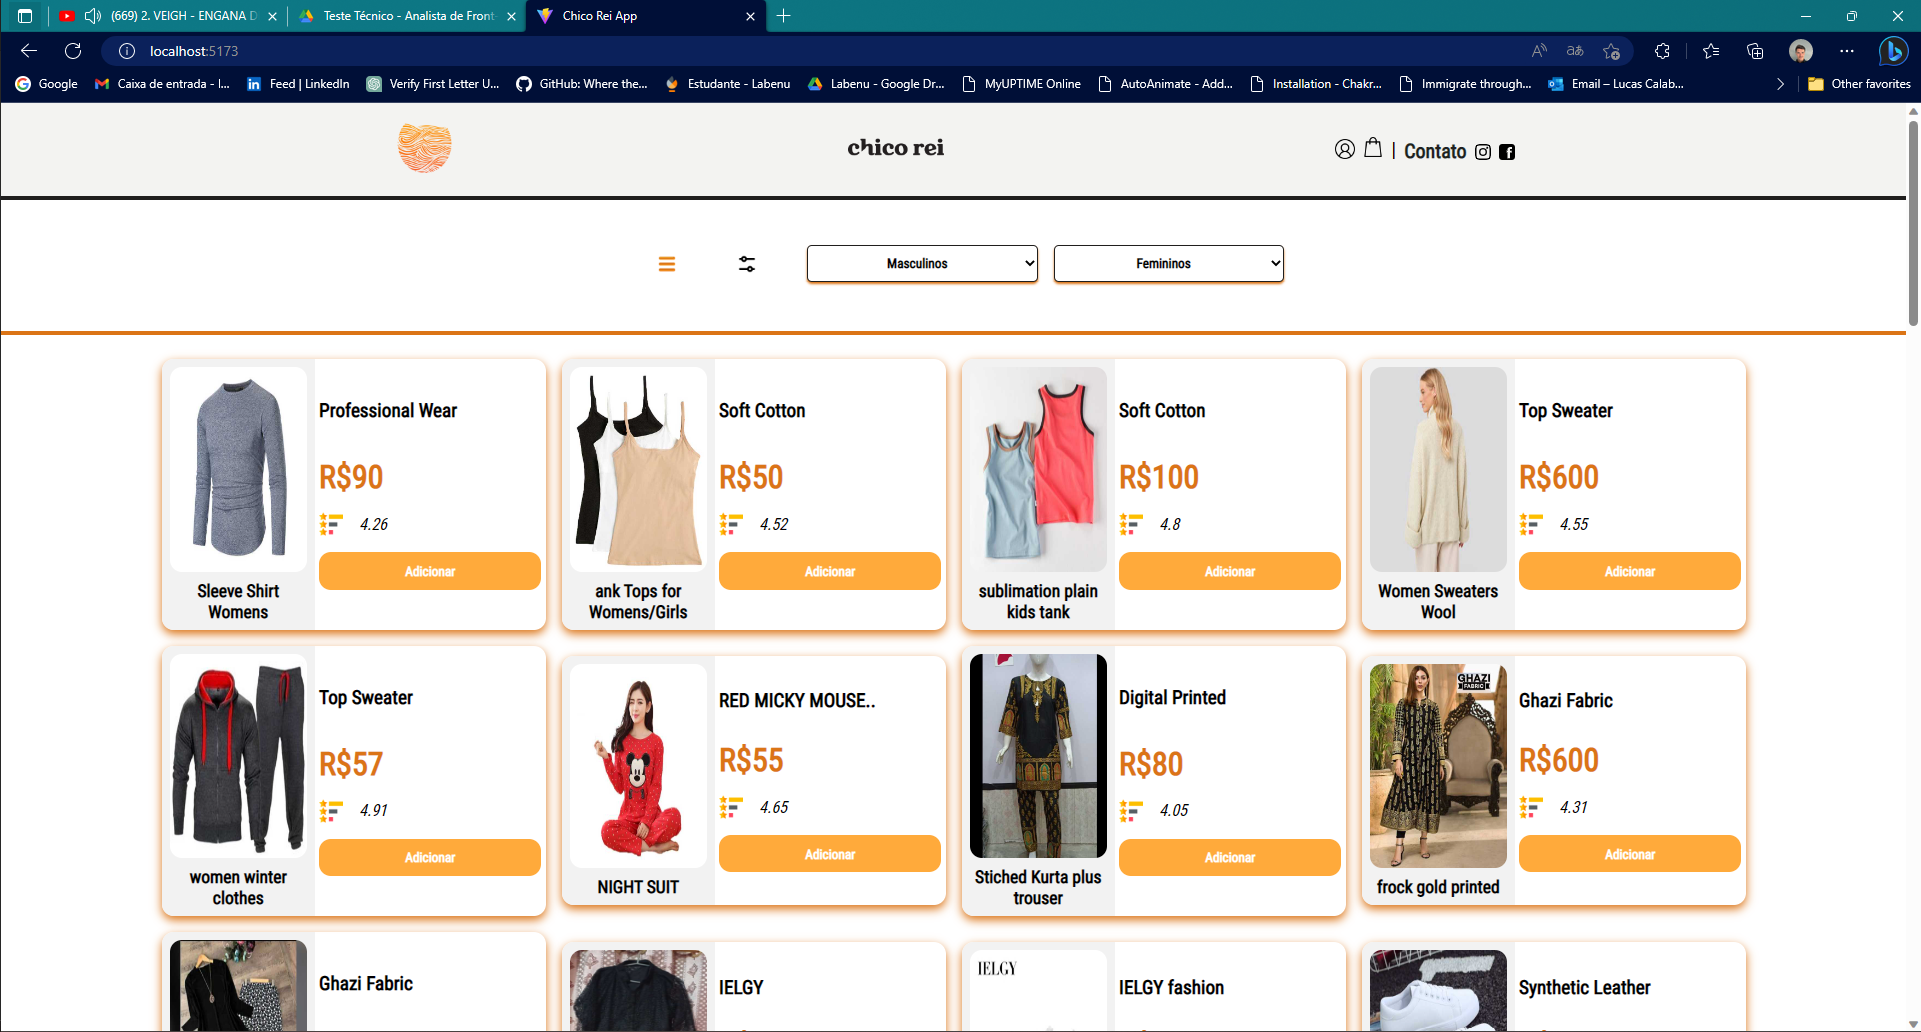 (669) 2. VEIGH - ENGANA D
Teste Técnico - Analista de Front-
Chico Rei App
localhost:5173
Google
Caixa de entrada - l...
Feed | LinkedIn
Verify First Letter U...
GitHub: Where the...
Estudante - Labenu
Labenu - Google Dr...
MyUPTIME Online
AutoAnimate - Add...
Installation - Chakr...
Immigrate through...
Email – Lucas Calab...
Other favorites
chico rei
| Contato
Masculinos
Femininos
Professional Wear
R$90
4.26
Adicionar
Sleeve Shirt
Womens
Soft Cotton
R$50
4.52
Adicionar
ank Tops for
Womens/Girls
Soft Cotton
R$100
4.8
Adicionar
sublimation plain
kids tank
Top Sweater
R$600
4.55
Adicionar
Women Sweaters
Wool
Top Sweater
R$57
4.91
Adicionar
women winter
clothes
RED MICKY MOUSE..
R$55
4.65
Adicionar
NIGHT SUIT
Digital Printed
R$80
4.05
Adicionar
Stiched Kurta plus
trouser
GHAZI
FABRIC
Ghazi Fabric
R$600
4.31
Adicionar
frock gold printed
Ghazi Fabric
IELGY
IELGY
IELGY fashion
Synthetic Leather